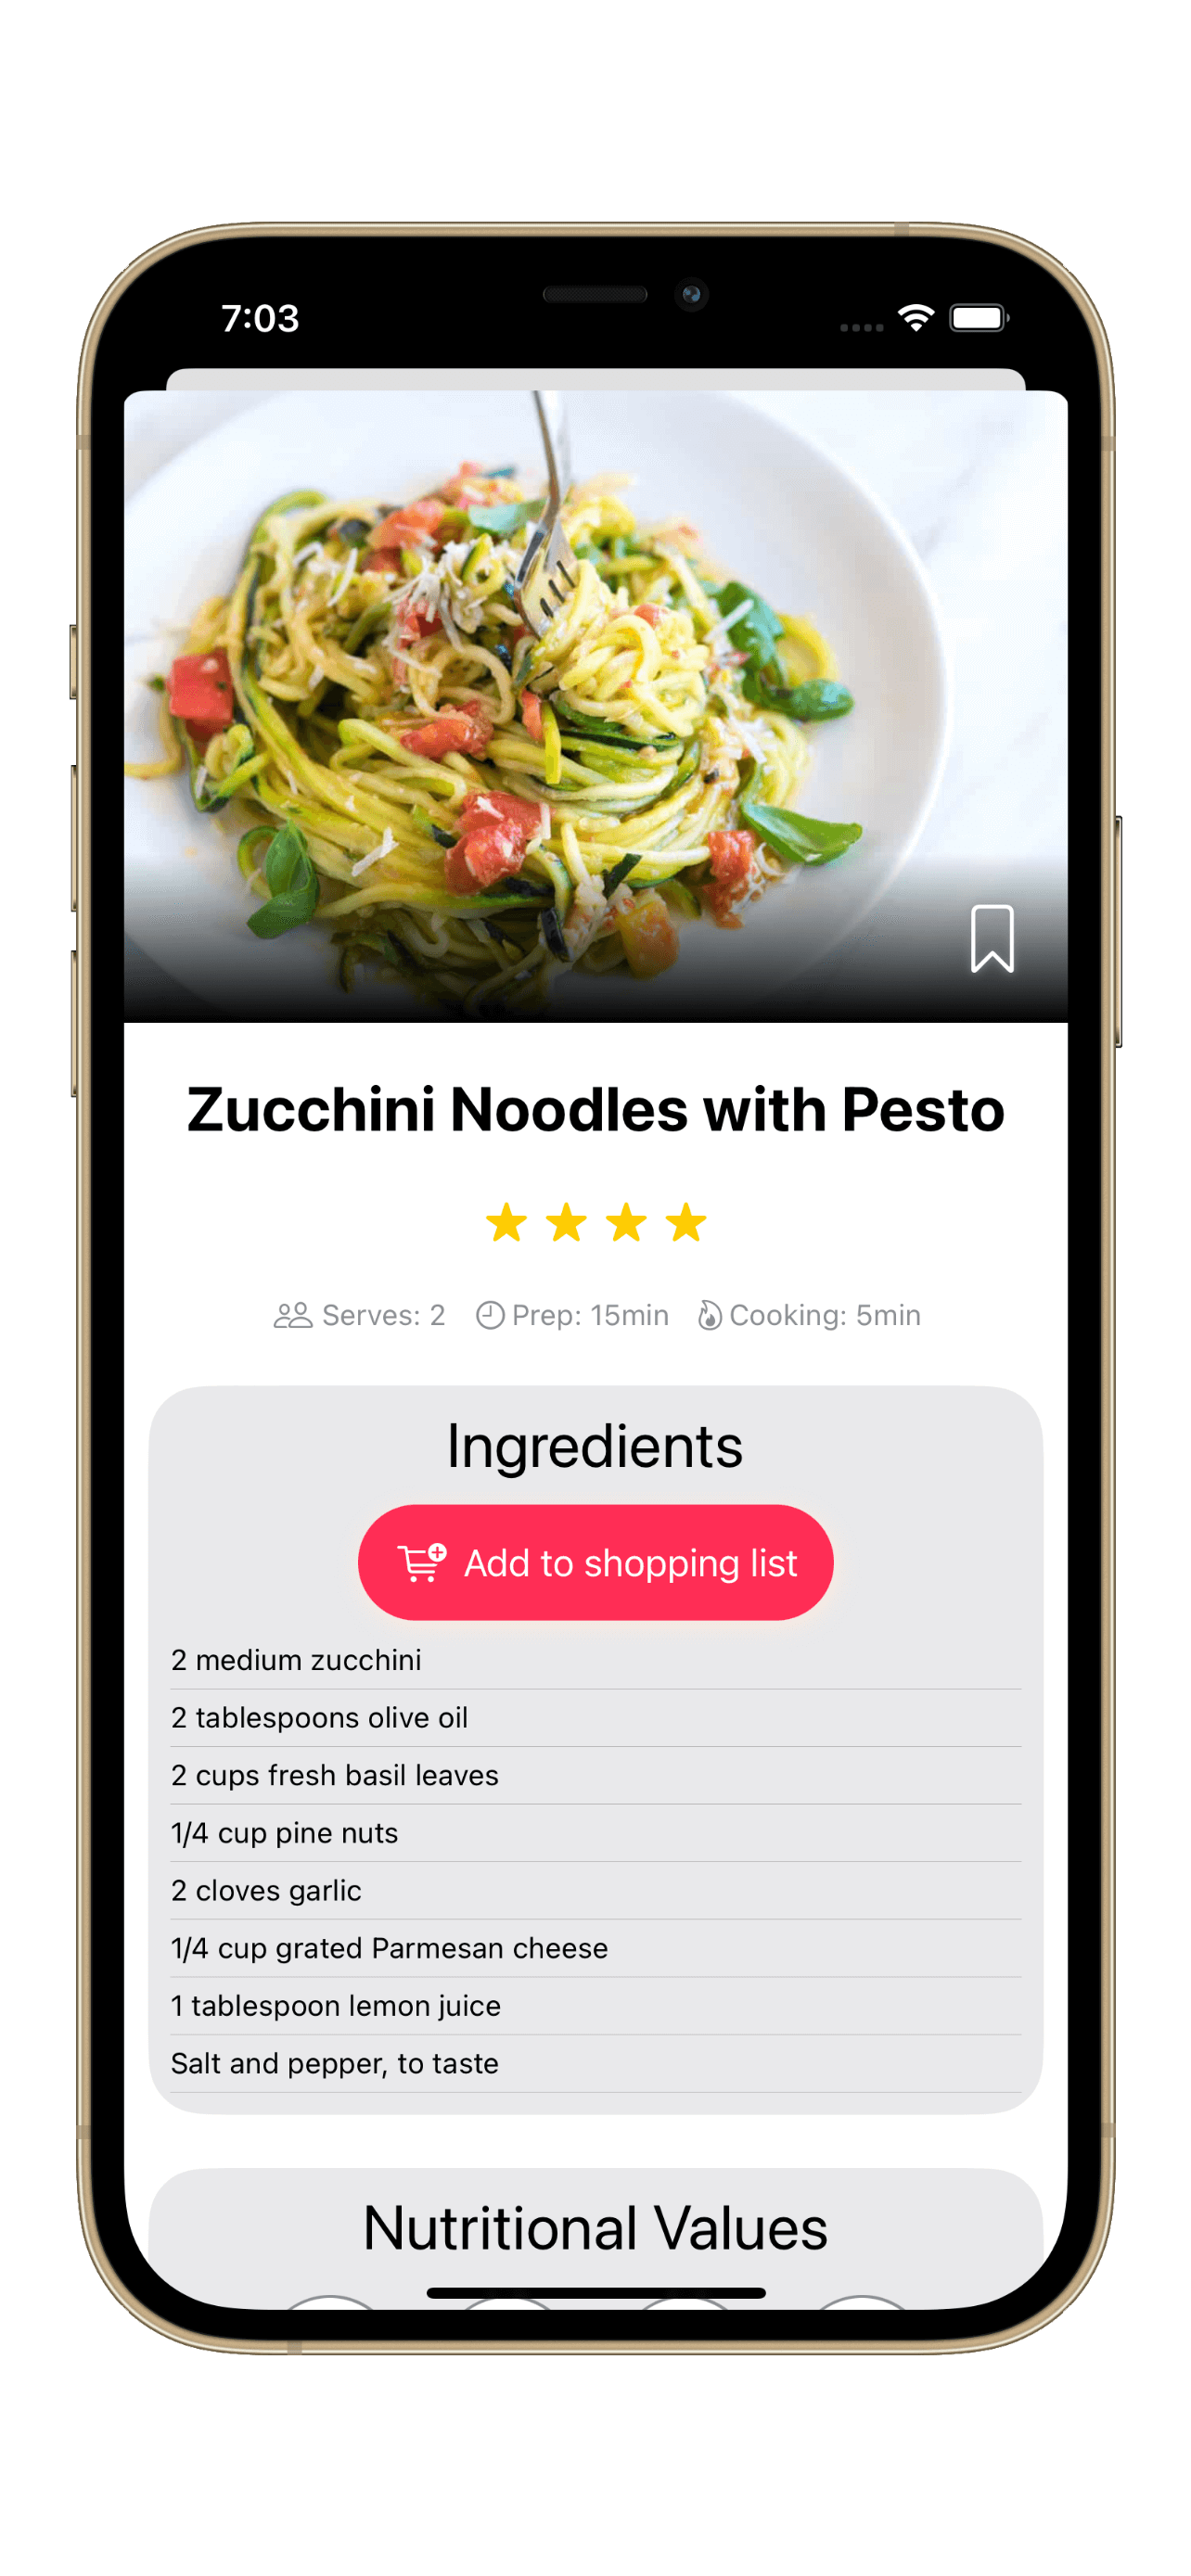 7:03
Zucchini Noodles with Pesto
Serves: 2 Prep: 15min Cooking: 5min
Ingredients
Add to shopping list
2 medium zucchini
2 tablespoons olive oil
2 cups fresh basil leaves
1/4 cup pine nuts
2 cloves garlic
1/4 cup grated Parmesan cheese
1 tablespoon lemon juice
Salt and pepper, to taste
Nutritional Values